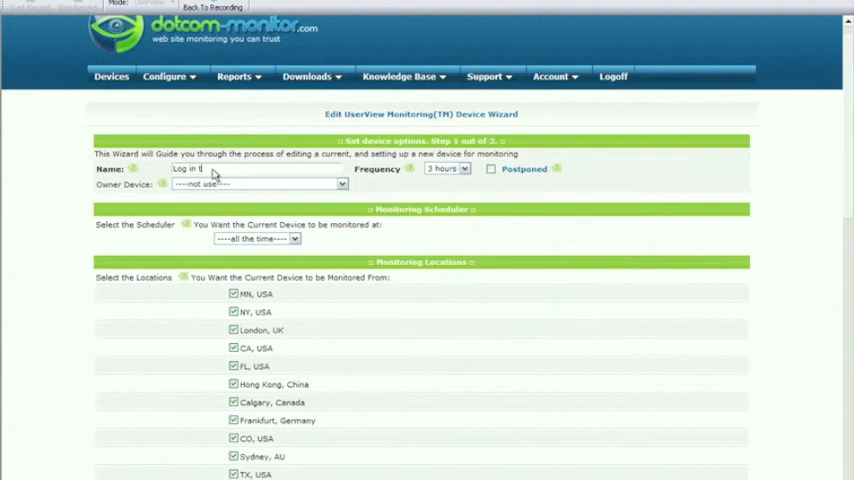 Start Record Stop Record Mode: UserView Back To Recording
dotcom-monitor.com
web site monitoring you can trust
Devices Configure Reports Downloads Knowledge Base Support Account Logoff
Edit UserView Monitoring(TM) Device Wizard
:: Set device options. Step 1 out of 3. ::
This Wizard will Guide you through the process of editing a current, and setting up a new device for monitoring
Name: Log in t Frequency 3 hours Postponed
Owner Device: ----not use----
:: Monitoring Scheduler ::
Select the Scheduler You Want the Current Device to be monitored at:
----all the time----
:: Monitoring Locations ::
Select the Locations You Want the Current Device to be Monitored From:
MN, USA
NY, USA
London, UK
CA, USA
FL, USA
Hong Kong, China
Calgary, Canada
Frankfurt, Germany
CO, USA
Sydney, AU
TX, USA